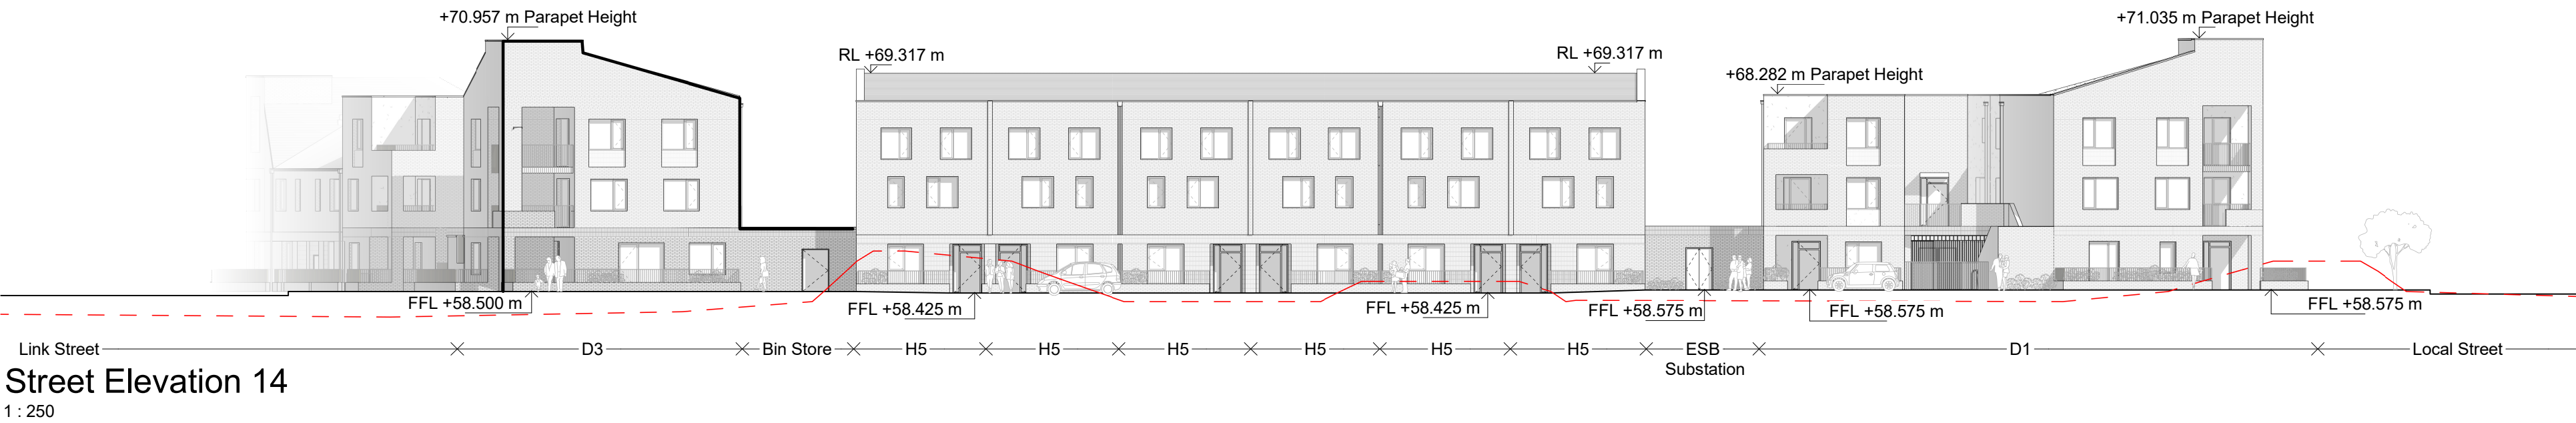 +70.957 m Parapet Height
+71.035 m Parapet Height
RL +69.317 m
RL +69.317 m
+68.282 m Parapet Height
FFL +58.500 m
FFL +58.425 m
FFL +58.425 m
FFL +58.575 m
FFL +58.575 m
FFL +58.575 m
Link Street
D3
Bin Store
H5
H5
H5
H5
H5
H5
ESB
Substation
D1
Local Street
Street Elevation 14
1 : 250